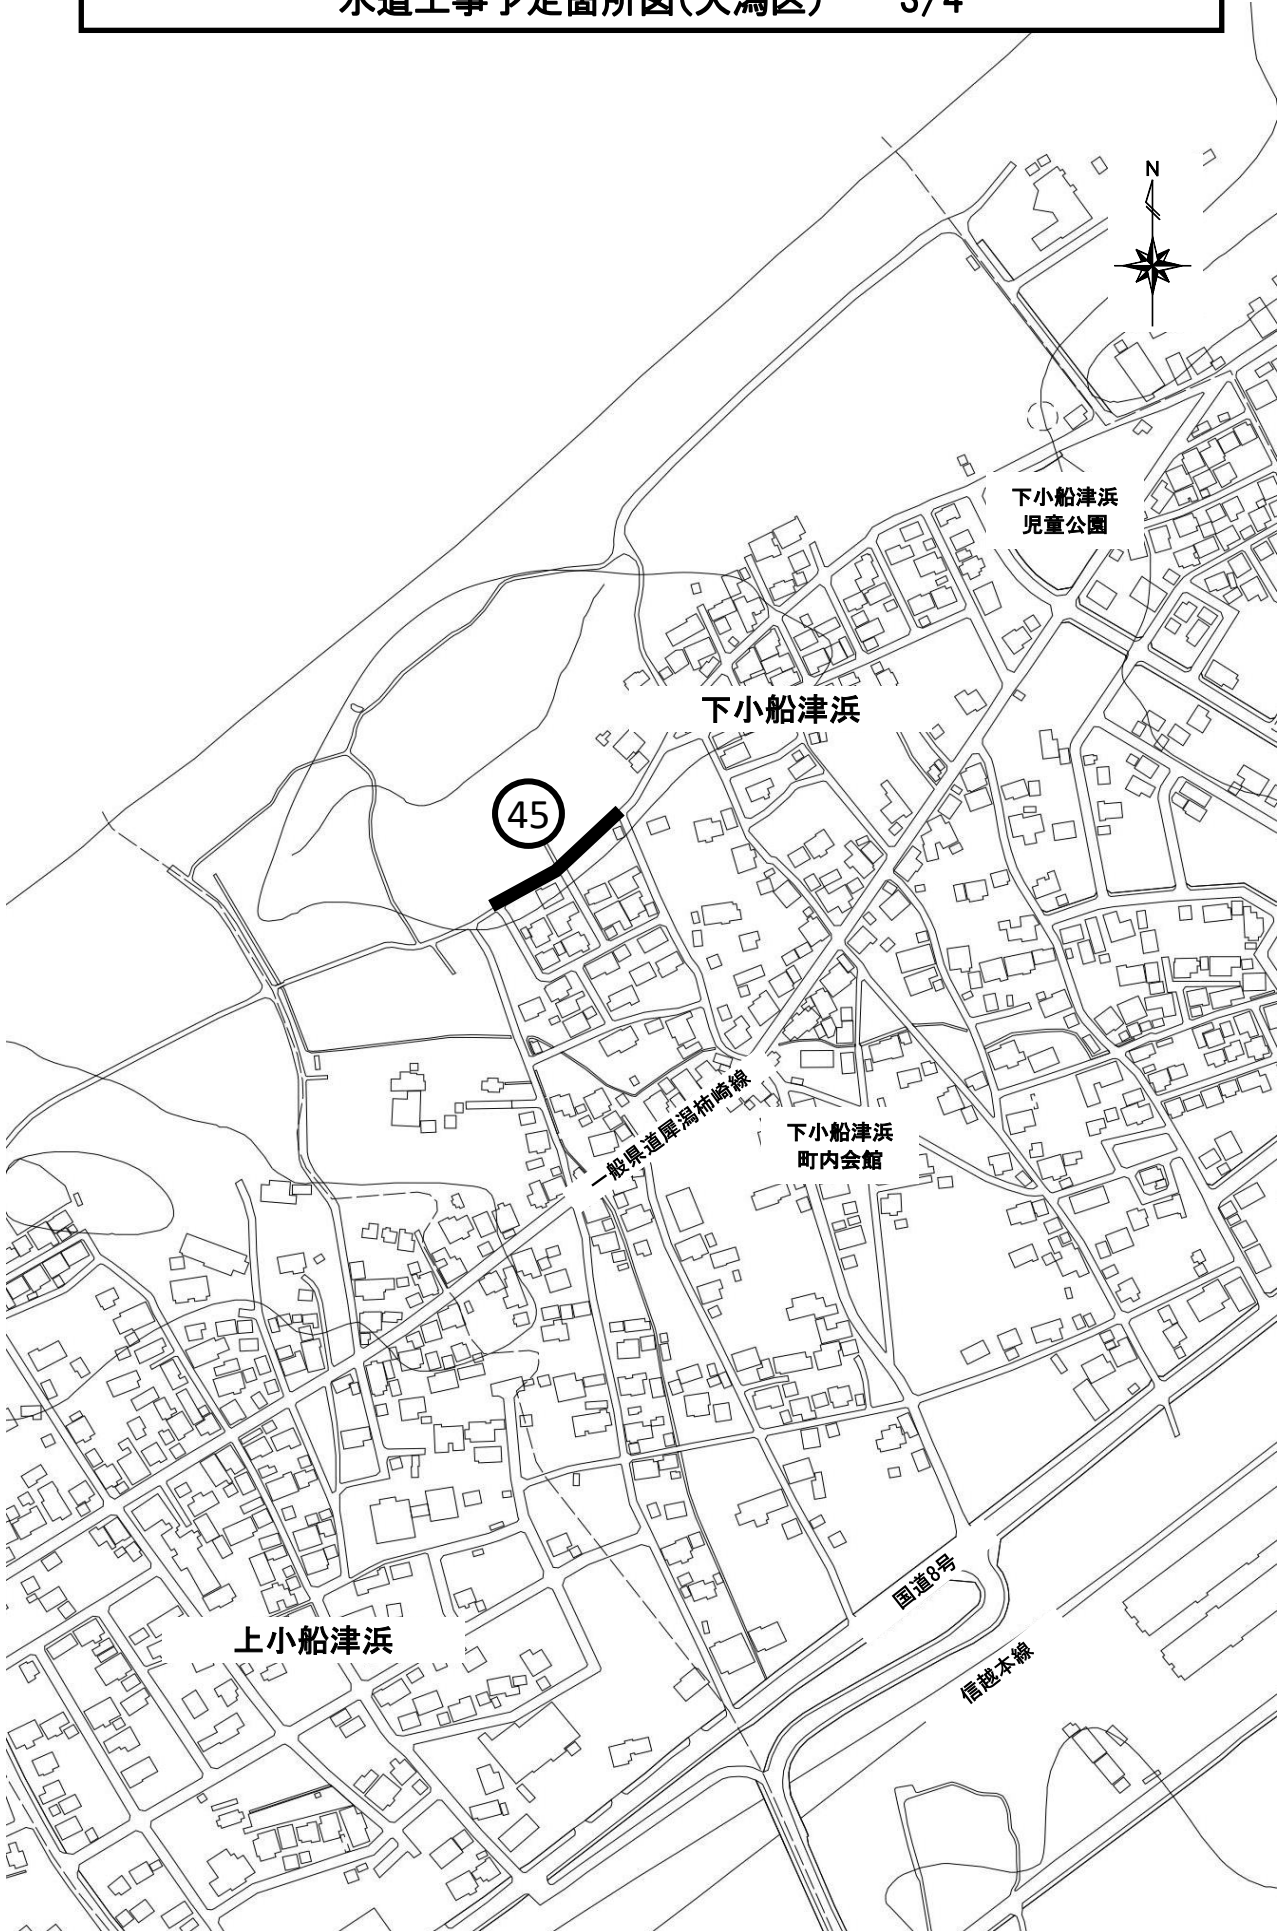 水道工事予定箇所図(大潟区) 3/4
N
下小船津浜
児童公園
下小船津浜
45
一般県道犀潟柿崎線
下小船津浜
町内会館
国道8号
上小船津浜
信越本線